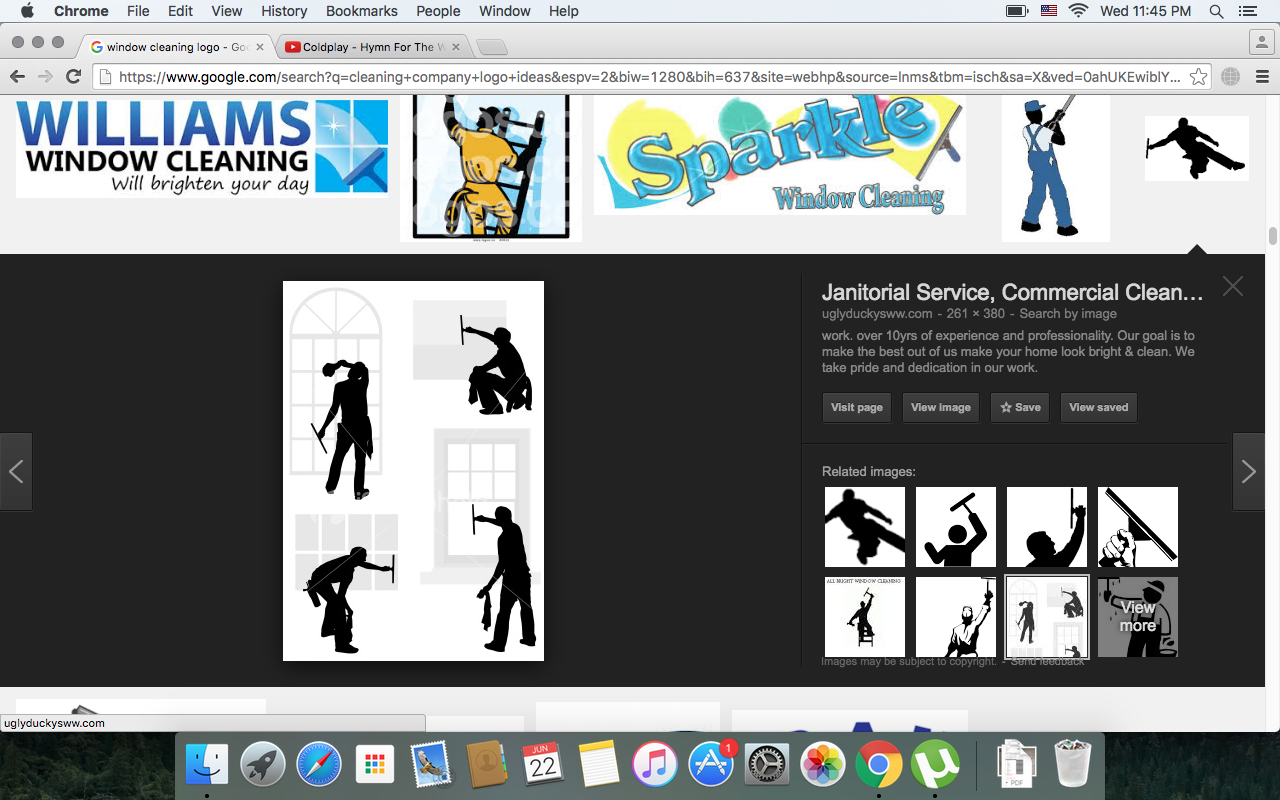 Chrome File Edit View History Bookmarks People Window Help Wed 11:45 PM
window cleaning logo - Goo
Coldplay - Hymn For The W
https://www.google.com/search?q=cleaning+company+logo+ideas&espv=2&biw=1280&bih=637&site=webhp&source=lnms&tbm=isch&sa=X&ved=0ahUKEwiblY...
WILLIAMS
WINDOW CLEANING
Will brighten your day
Sparkle
Window Cleaning
Janitorial Service, Commercial Clean...
uglyduckysww.com - 261 × 380 - Search by image
work. over 10yrs of experience and professionality. Our goal is to
make the best out of us make your home look bright & clean. We
take pride and dedication in our work.
Visit page View image Save View saved
Related images:
ALL NUGHT WINDOW CLEANING
View
more
Images may be subject to copyright. - Send feedback
uglyduckysww.com
JUN
22
1
PDF